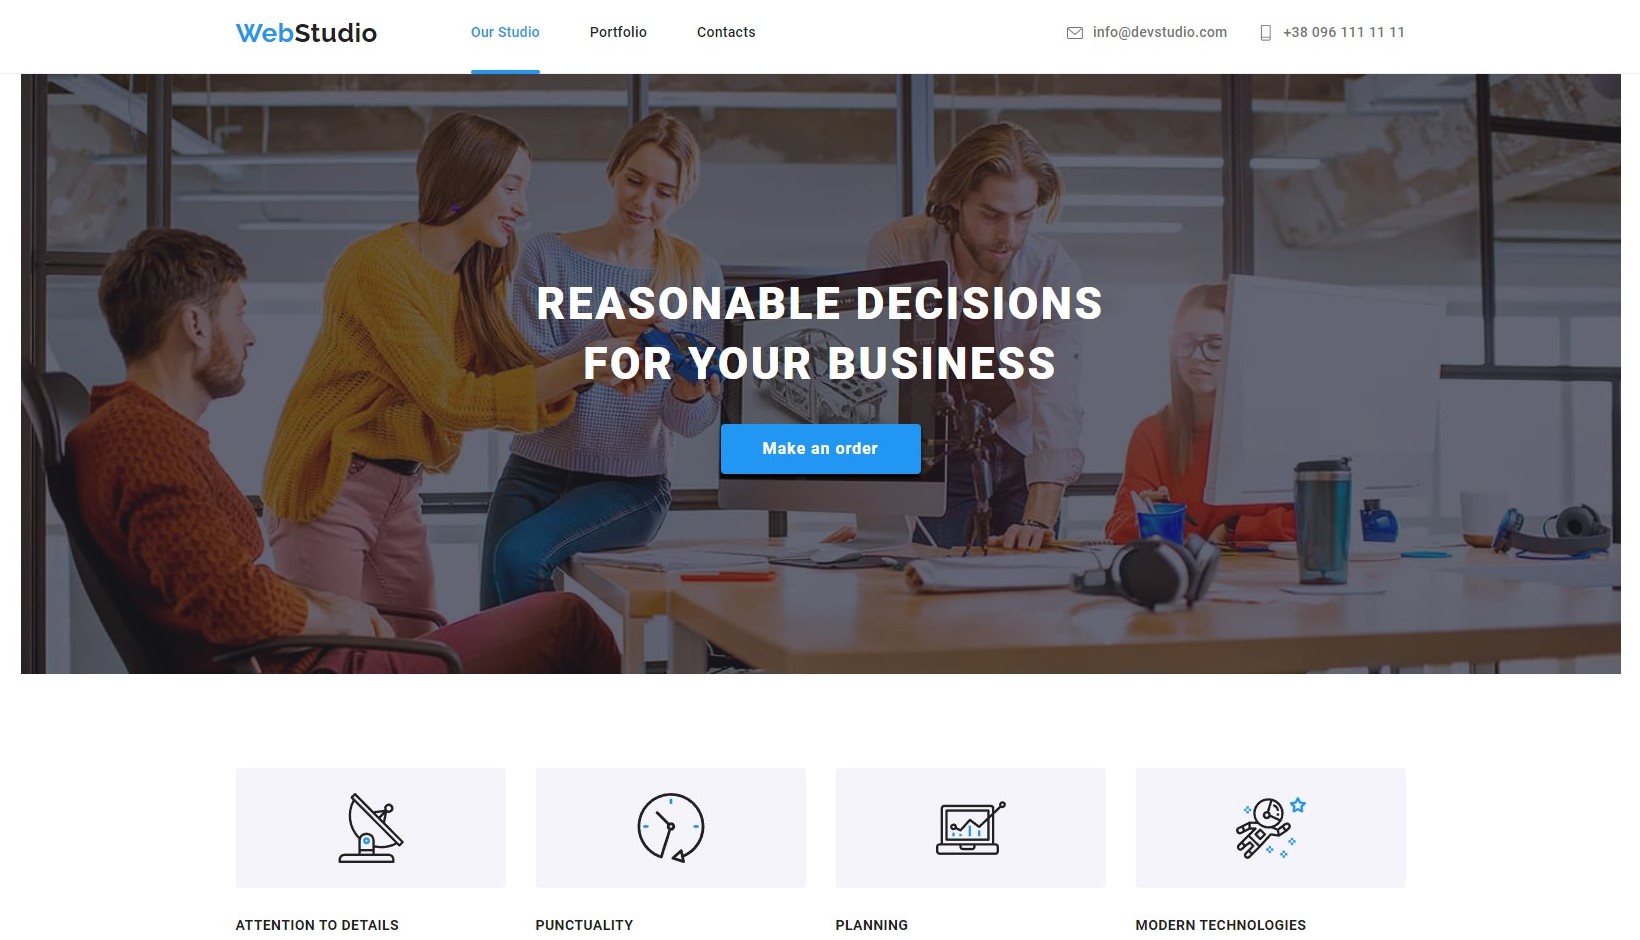 WebStudio
Our Studio
Portfolio
Contacts
info@devstudio.com
+38 096 111 11 11
REASONABLE DECISIONS
FOR YOUR BUSINESS
Make an order
ATTENTION TO DETAILS
PUNCTUALITY
PLANNING
MODERN TECHNOLOGIES